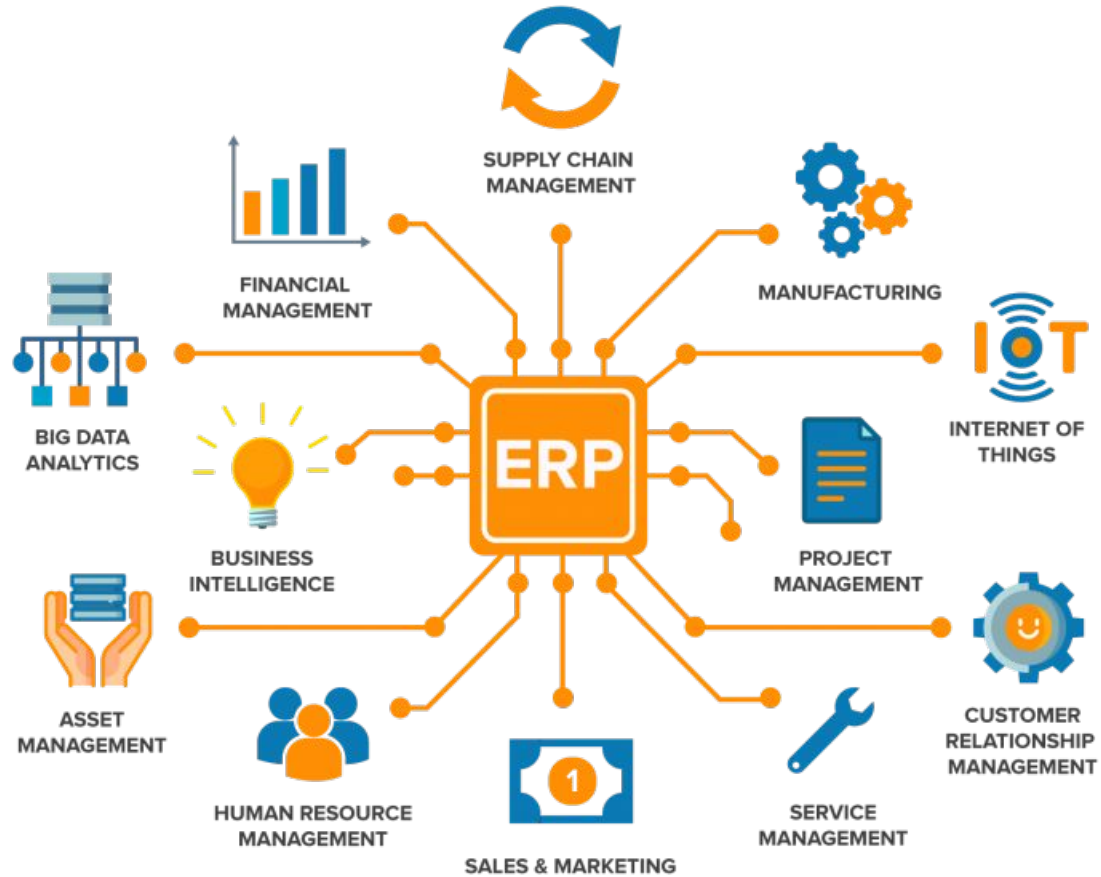 SUPPLY CHAIN
MANAGEMENT
FINANCIAL
MANAGEMENT
MANUFACTURING
IOT
BIG DATA
ANALYTICS
INTERNET OF
THINGS
ERP
BUSINESS
INTELLIGENCE
PROJECT
MANAGEMENT
ASSET
MANAGEMENT
CUSTOMER
RELATIONSHIP
MANAGEMENT
HUMAN RESOURCE
MANAGEMENT
1
SERVICE
MANAGEMENT
SALES & MARKETING